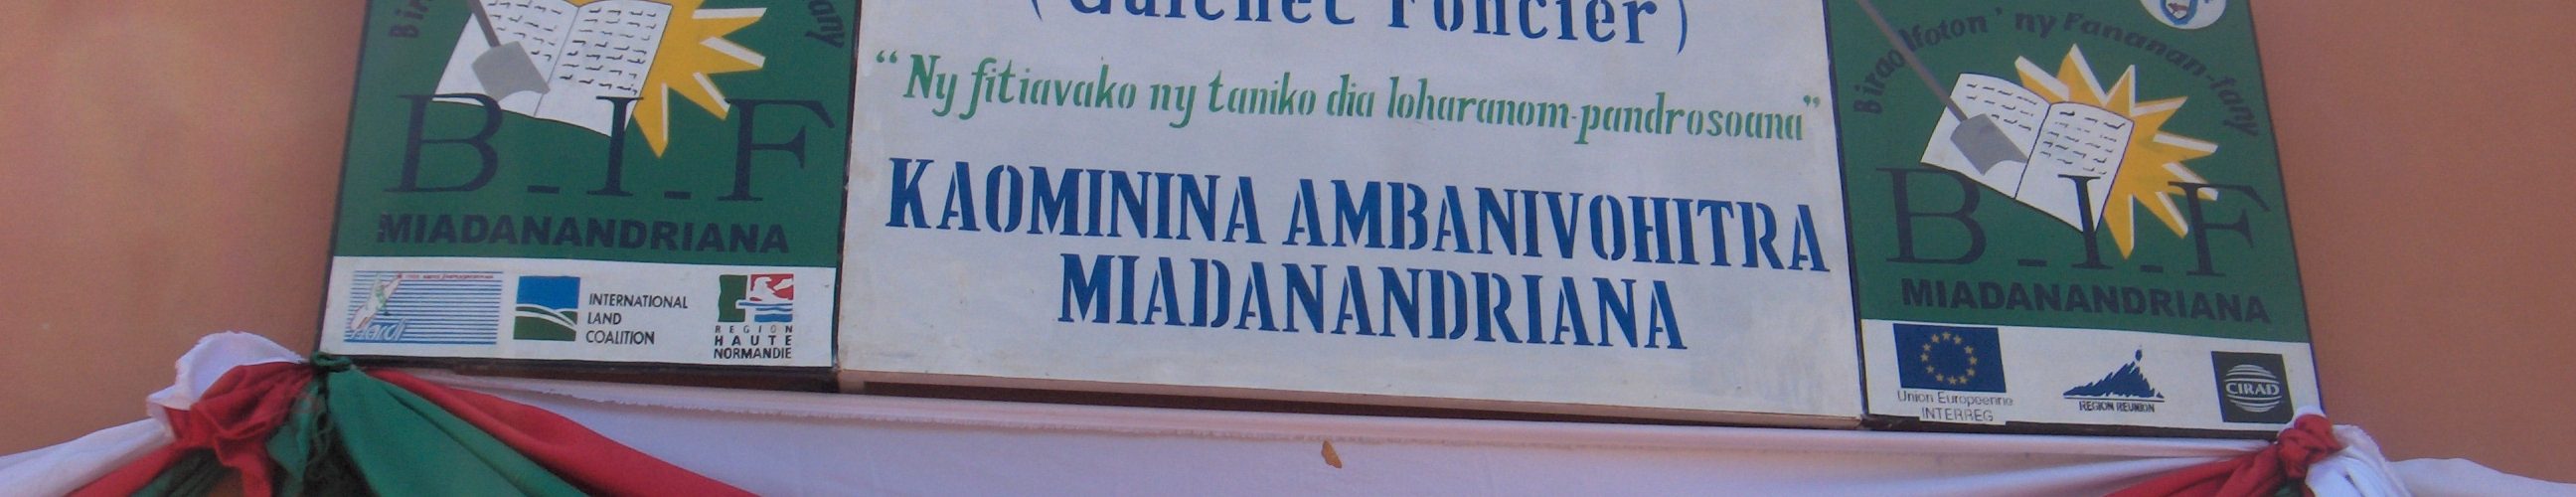 B_I_F
MIADANANDRIANA
INTERNATIONAL
LAND
COALITION
REGION
HAUTE
NORMANDIE
(Guichet Foncier)
“Ny fitiavako ny taniko dia loharanom-pandrosoana”
KAOMININA AMBANIVOHITRA
MIADANANDRIANA
Birao Ifoton'ny Fananan-tany
B_I_F
MIADANANDRIANA
Union Européenne
INTERREG
REGION REUNION
CIRAD